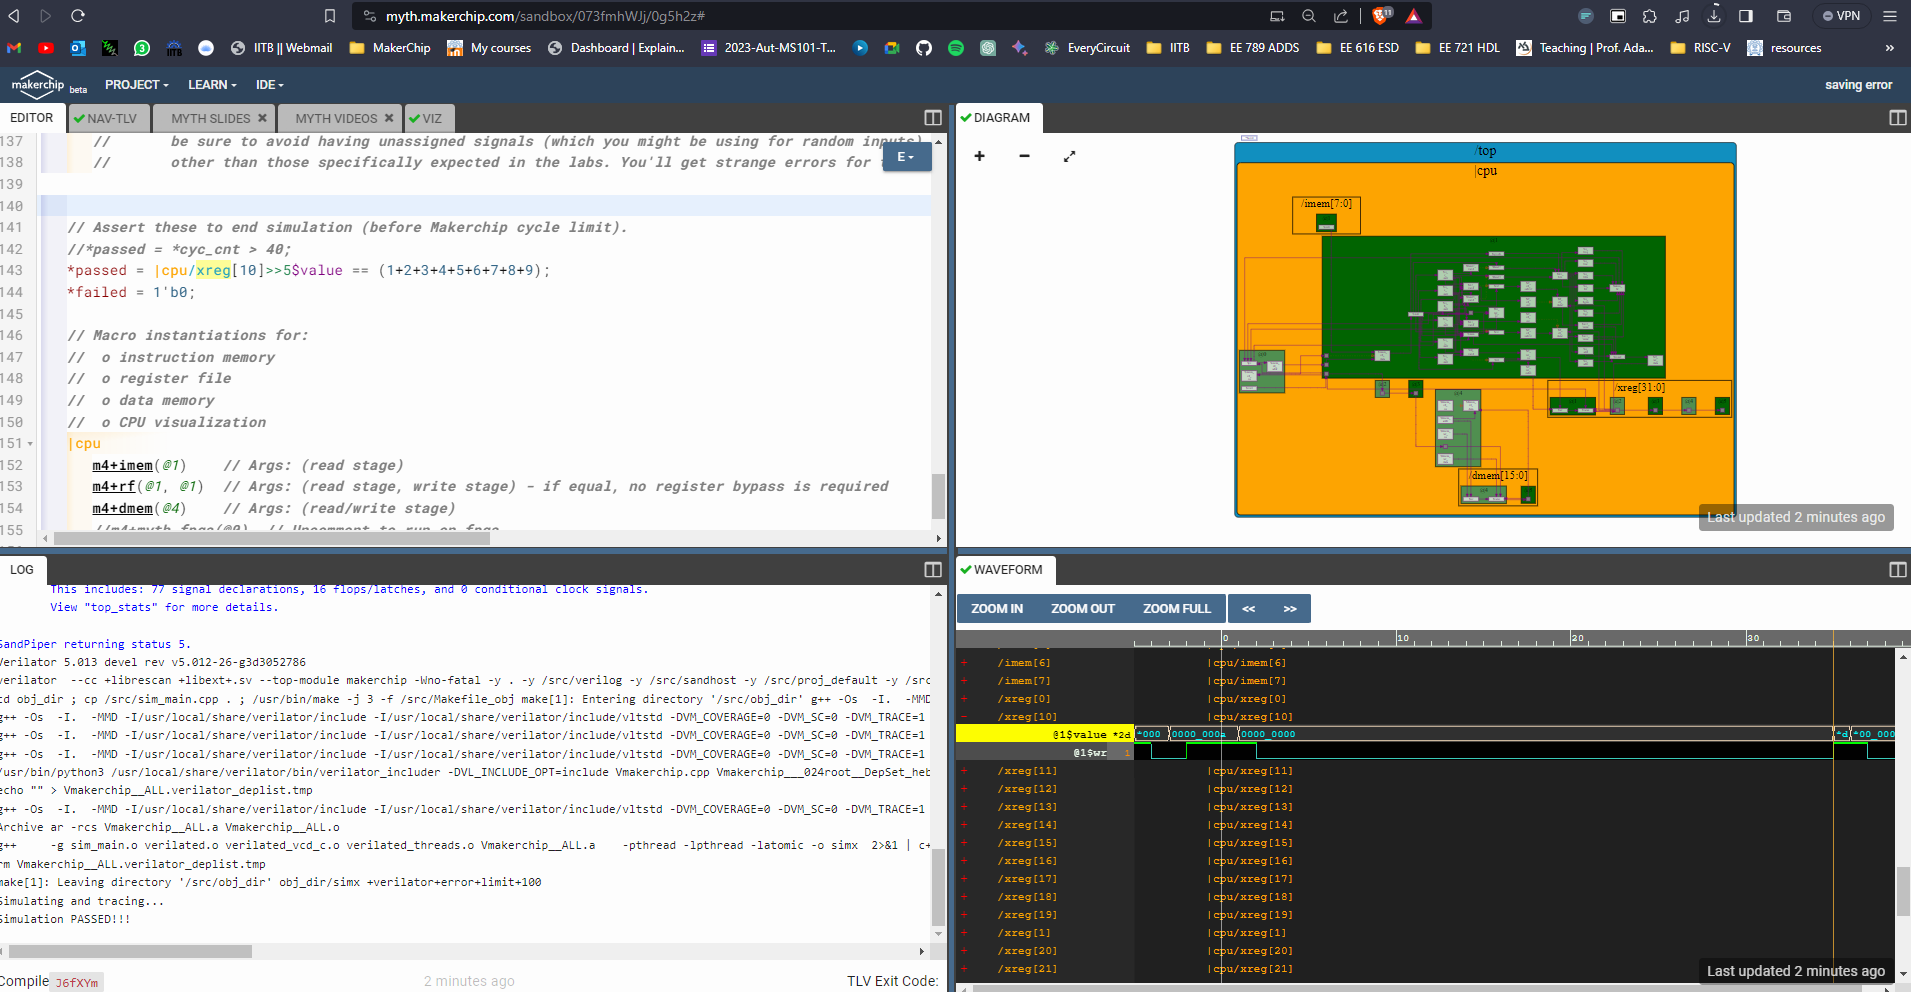 myth.makerchip.com/sandbox/073fmhWJj/0g5h2z#
11
VPN
IITB || Webmail
MakerChip
My courses
Dashboard | Explain...
2023-Aut-MS101-T...
EveryCircuit
IITB
EE 789 ADDS
EE 616 ESD
EE 721 HDL
Teaching | Prof. Ada...
RISC-V
resources
makerchip beta
PROJECT
LEARN
IDE
saving error
EDITOR
NAV-TLV
MYTH SLIDES
MYTH VIDEOS
VIZ
137 // be sure to avoid having unassigned signals (which you might be using for random inputs)
138 // other than those specifically expected in the labs. You'll get strange errors for
E
139
140
141 // Assert these to end simulation (before Makerchip cycle limit).
142 //*passed = *cyc_cnt > 40;
143 *passed = |cpu/xreg[10]>>5$value == (1+2+3+4+5+6+7+8+9);
144 *failed = 1'b0;
145
146 // Macro instantiations for:
147 // o instruction memory
148 // o register file
149 // o data memory
150 // o CPU visualization
151 |cpu
152 m4+imem(@1) // Args: (read stage)
153 m4+rf(@1, @1) // Args: (read stage, write stage) - if equal, no register bypass is required
154 m4+dmem(@4) // Args: (read/write stage)
155 //m4+myth_fpga(@0) // Uncomment to run on fpga
DIAGRAM
/top
|cpu
/imem[7:0]
/xreg[31:0]
/dmem[15:0]
Last updated 2 minutes ago
LOG
This includes: 77 signal declarations, 16 flops/latches, and 0 conditional clock signals.
View "top_stats" for more details.
SandPiper returning status 5.
Verilator 5.013 devel rev v5.012-26-g3d3052786
verilator --cc +librescan +libext+.sv --top-module makerchip -Wno-fatal -y . -y /src/verilog -y /src/sandhost -y /src/proj_default -y /src
cd obj_dir ; cp /src/sim_main.cpp . ; /usr/bin/make -j 3 -f /src/Makefile_obj make[1]: Entering directory '/src/obj_dir' g++ -Os -I. -MMD
g++ -Os -I. -MMD -I/usr/local/share/verilator/include -I/usr/local/share/verilator/include/vltstd -DVM_COVERAGE=0 -DVM_SC=0 -DVM_TRACE=1
g++ -Os -I. -MMD -I/usr/local/share/verilator/include -I/usr/local/share/verilator/include/vltstd -DVM_COVERAGE=0 -DVM_SC=0 -DVM_TRACE=1
g++ -Os -I. -MMD -I/usr/local/share/verilator/include -I/usr/local/share/verilator/include/vltstd -DVM_COVERAGE=0 -DVM_SC=0 -DVM_TRACE=1
/usr/bin/python3 /usr/local/share/verilator/bin/verilator_includer -DVL_INCLUDE_OPT=include Vmakerchip.cpp Vmakerchip___024root__DepSet_heb
echo "" > Vmakerchip__ALL.verilator_deplist.tmp
g++ -Os -I. -MMD -I/usr/local/share/verilator/include -I/usr/local/share/verilator/include/vltstd -DVM_COVERAGE=0 -DVM_SC=0 -DVM_TRACE=1
Archive ar -rcs Vmakerchip__ALL.a Vmakerchip__ALL.o
g++ -g sim_main.o verilated.o verilated_vcd_c.o verilated_threads.o Vmakerchip__ALL.a -pthread -lpthread -latomic -o simx 2>&1 | c+
rm Vmakerchip__ALL.verilator_deplist.tmp
make[1]: Leaving directory '/src/obj_dir' obj_dir/simx +verilator+error+limit+100
Simulating and tracing...
Simulation PASSED!!!
Compile J6fXYm
2 minutes ago
TLV Exit Code:
WAVEFORM
ZOOM IN
ZOOM OUT
ZOOM FULL
<<
>>
0 10 20 30
/imem[6] |cpu/imem[6]
/imem[7] |cpu/imem[7]
/xreg[0] |cpu/xreg[0]
/xreg[10] |cpu/xreg[10]
@1$value *2d *000 0000_000a 0000_0000 *d *00_000
@1$wr 1
/xreg[11] |cpu/xreg[11]
/xreg[12] |cpu/xreg[12]
/xreg[13] |cpu/xreg[13]
/xreg[14] |cpu/xreg[14]
/xreg[15] |cpu/xreg[15]
/xreg[16] |cpu/xreg[16]
/xreg[17] |cpu/xreg[17]
/xreg[18] |cpu/xreg[18]
/xreg[19] |cpu/xreg[19]
/xreg[1] |cpu/xreg[1]
/xreg[20] |cpu/xreg[20]
/xreg[21] |cpu/xreg[21]
Last updated 2 minutes ago